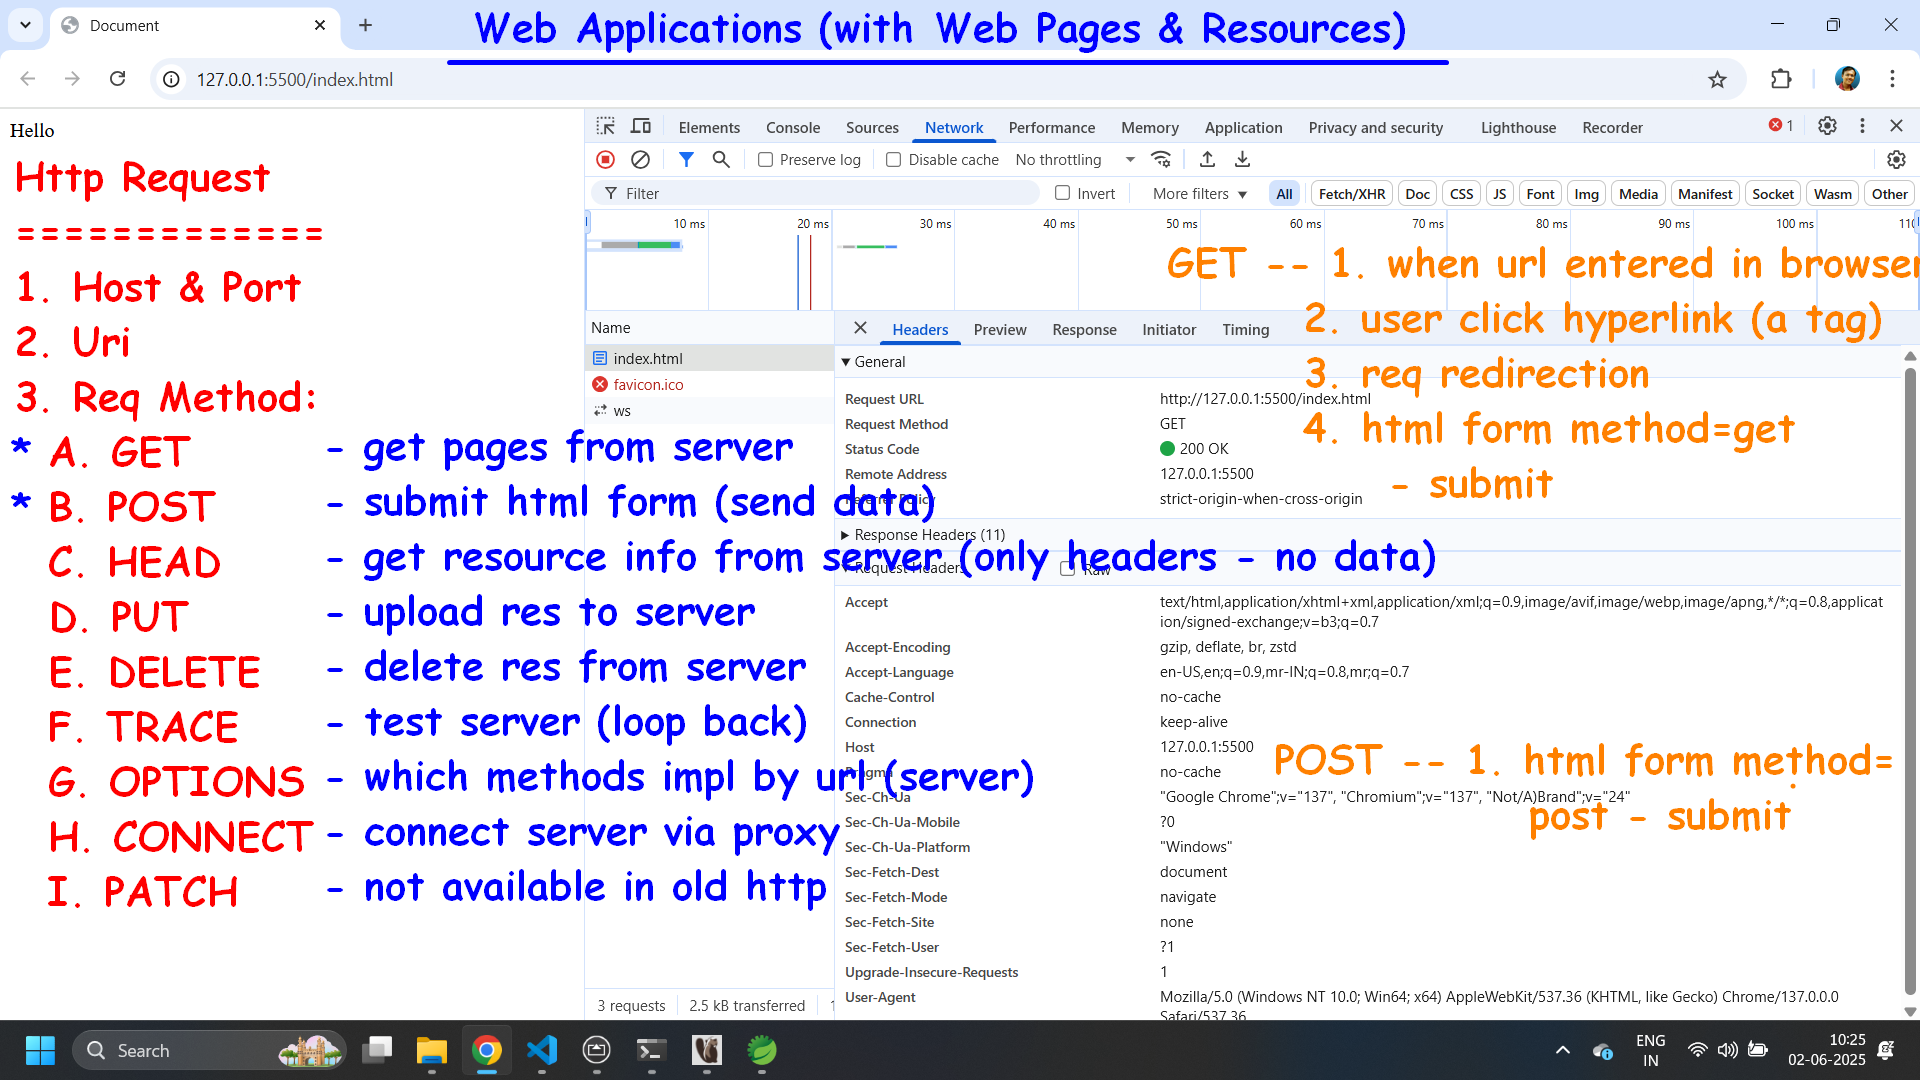 Document
Web Applications (with Web Pages & Resources)
127.0.0.1:5500/index.html
Hello
Http Request
=============
1. Host & Port
2. Uri
3. Req Method:
* A. GET - get pages from server
* B. POST - submit html form (send data)
C. HEAD - get resource info from server (only headers - no data)
D. PUT - upload res to server
E. DELETE - delete res from server
F. TRACE - test server (loop back)
G. OPTIONS - which methods impl by url (server)
H. CONNECT - connect server via proxy
I. PATCH - not available in old http
Elements Console Sources Network Performance Memory Application Privacy and security Lighthouse Recorder 1
Preserve log Disable cache No throttling
Filter Invert More filters All Fetch/XHR Doc CSS JS Font Img Media Manifest Socket Wasm Other
10 ms 20 ms 30 ms 40 ms 50 ms 60 ms 70 ms 80 ms 90 ms 100 ms
GET -- 1. when url entered in browser
2. user click hyperlink (a tag)
3. req redirection
4. html form method=get
- submit
Name
index.html
favicon.ico
ws
Headers Preview Response Initiator Timing
General
Request URL http://127.0.0.1:5500/index.html
Request Method GET
Status Code 200 OK
Remote Address 127.0.0.1:5500
Referrer Policy strict-origin-when-cross-origin
Response Headers (11)
Request Headers Raw
Accept text/html,application/xhtml+xml,application/xml;q=0.9,image/avif,image/webp,image/apng,*/*;q=0.8,applicat
ion/signed-exchange;v=b3;q=0.7
Accept-Encoding gzip, deflate, br, zstd
Accept-Language en-US,en;q=0.9,mr-IN;q=0.8,mr;q=0.7
Cache-Control no-cache
Connection keep-alive
Host 127.0.0.1:5500
Pragma no-cache
Sec-Ch-Ua "Google Chrome";v="137", "Chromium";v="137", "Not/A)Brand";v="24"
Sec-Ch-Ua-Mobile ?0
Sec-Ch-Ua-Platform "Windows"
Sec-Fetch-Dest document
Sec-Fetch-Mode navigate
Sec-Fetch-Site none
Sec-Fetch-User ?1
Upgrade-Insecure-Requests 1
User-Agent Mozilla/5.0 (Windows NT 10.0; Win64; x64) AppleWebKit/537.36 (KHTML, like Gecko) Chrome/137.0.0.0
Safari/537.36
POST -- 1. html form method=
post - submit
3 requests 2.5 kB transferred
Search
ENG
IN
10:25
02-06-2025